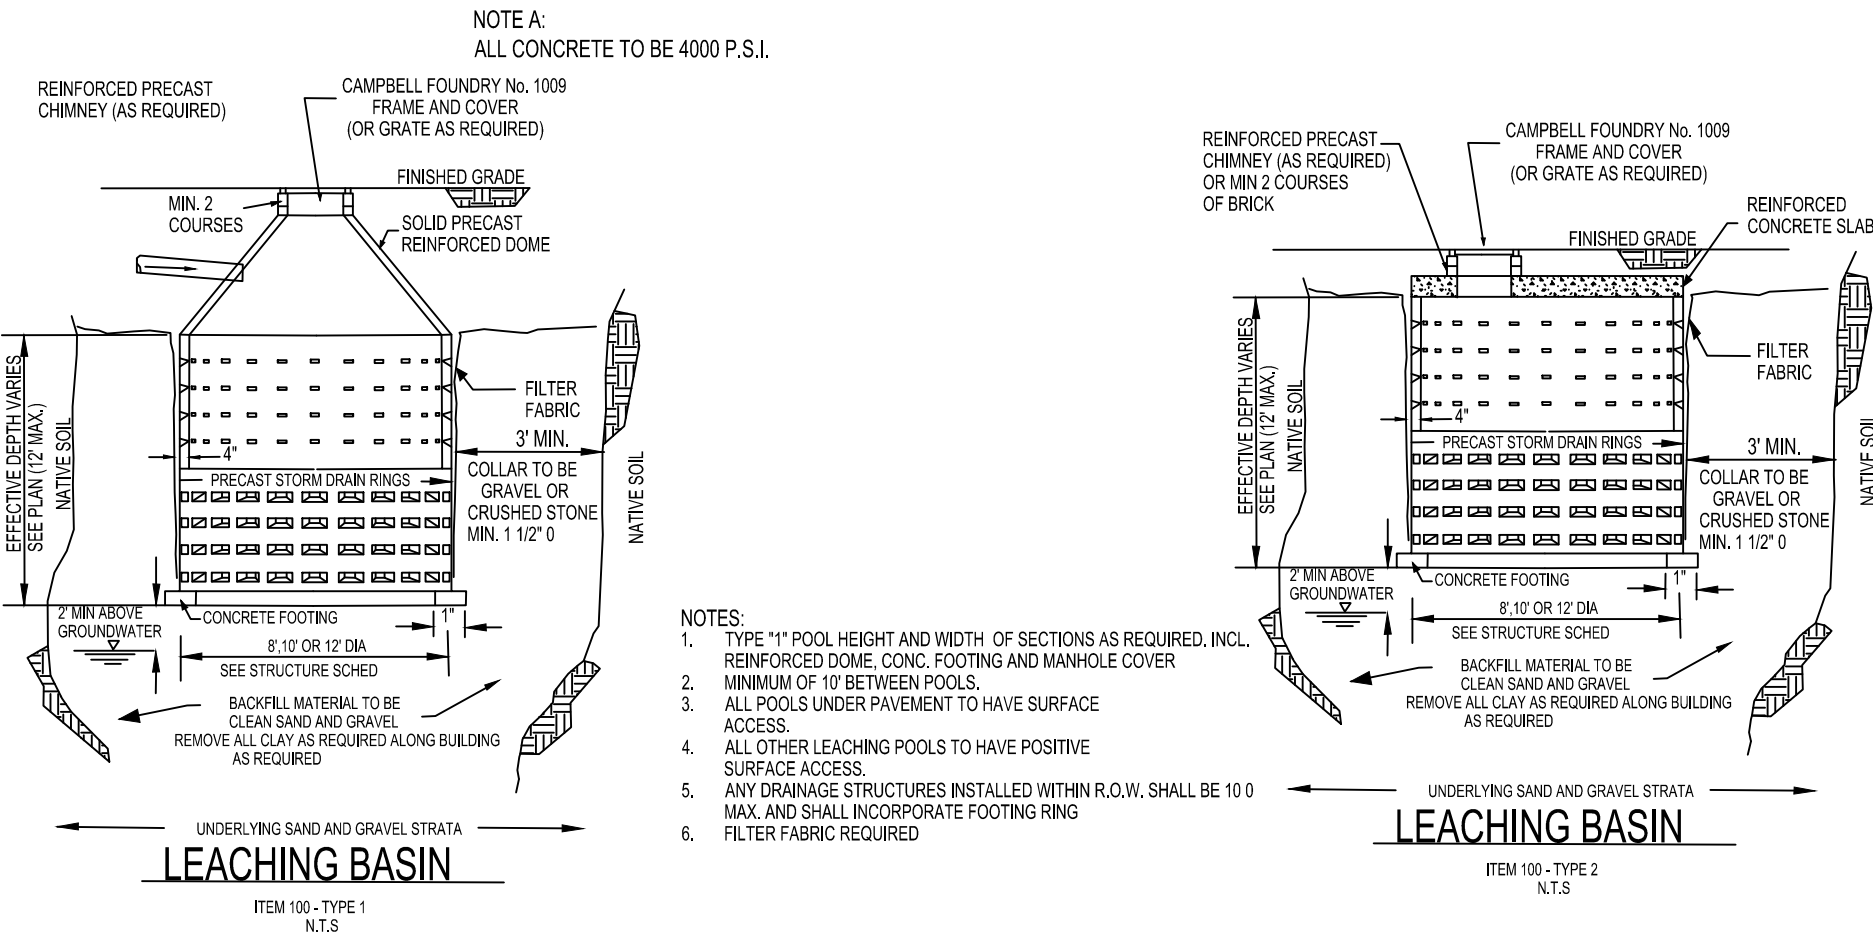 NOTE A:
ALL CONCRETE TO BE 4000 P.S.I.
REINFORCED PRECAST
CHIMNEY (AS REQUIRED)
CAMPBELL FOUNDRY No. 1009
FRAME AND COVER
(OR GRATE AS REQUIRED)
FINISHED GRADE
MIN. 2
COURSES
SOLID PRECAST
REINFORCED DOME
EFFECTIVE DEPTH VARIES
SEE PLAN (12' MAX.)
NATIVE SOIL
FILTER
FABRIC
4"
3' MIN.
PRECAST STORM DRAIN RINGS
COLLAR TO BE
GRAVEL OR
CRUSHED STONE
MIN. 1 1/2" 0
NATIVE SOIL
2' MIN ABOVE
GROUNDWATER
CONCRETE FOOTING
1"
8',10' OR 12' DIA
SEE STRUCTURE SCHED
BACKFILL MATERIAL TO BE
CLEAN SAND AND GRAVEL
REMOVE ALL CLAY AS REQUIRED ALONG BUILDING
AS REQUIRED
UNDERLYING SAND AND GRAVEL STRATA
LEACHING BASIN
ITEM 100 - TYPE 1
N.T.S
NOTES:
1. TYPE "1" POOL HEIGHT AND WIDTH OF SECTIONS AS REQUIRED. INCL.
REINFORCED DOME, CONC. FOOTING AND MANHOLE COVER
2. MINIMUM OF 10' BETWEEN POOLS.
3. ALL POOLS UNDER PAVEMENT TO HAVE SURFACE
ACCESS.
4. ALL OTHER LEACHING POOLS TO HAVE POSITIVE
SURFACE ACCESS.
5. ANY DRAINAGE STRUCTURES INSTALLED WITHIN R.O.W. SHALL BE 10 0
MAX. AND SHALL INCORPORATE FOOTING RING
6. FILTER FABRIC REQUIRED
REINFORCED PRECAST
CHIMNEY (AS REQUIRED)
OR MIN 2 COURSES
OF BRICK
CAMPBELL FOUNDRY No. 1009
FRAME AND COVER
(OR GRATE AS REQUIRED)
REINFORCED
CONCRETE SLAB
FINISHED GRADE
EFFECTIVE DEPTH VARIES
SEE PLAN (12' MAX.)
NATIVE SOIL
FILTER
FABRIC
4"
PRECAST STORM DRAIN RINGS
3' MIN.
COLLAR TO BE
GRAVEL OR
CRUSHED STONE
MIN. 1 1/2" 0
NATIVE SOIL
2' MIN ABOVE
GROUNDWATER
CONCRETE FOOTING
1"
8',10' OR 12' DIA
SEE STRUCTURE SCHED
BACKFILL MATERIAL TO BE
CLEAN SAND AND GRAVEL
REMOVE ALL CLAY AS REQUIRED ALONG BUILDING
AS REQUIRED
UNDERLYING SAND AND GRAVEL STRATA
LEACHING BASIN
ITEM 100 - TYPE 2
N.T.S